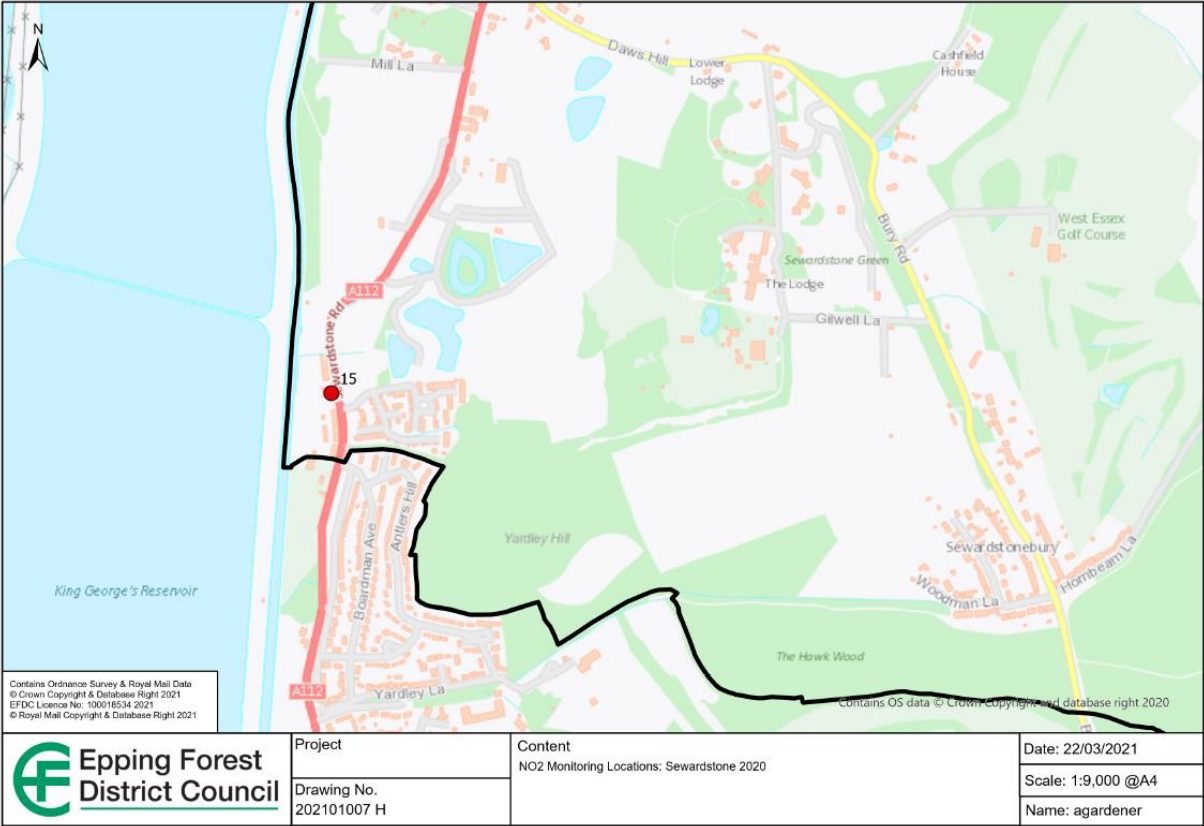 N
Mill La
Daws Hill
Lower
Lodge
Cashfield
House
West Essex
Golf Course
Bury Rd
Sewardstone Green
The Lodge
Gilwell La
A112
Sewardstone Rd
15
King George's Reservoir
Boardman Ave
Antlers Hill
Yardley Hill
Sewardstonebury
Hornbeam La
Woodman La
The Hawk Wood
A112
Yardley La
Contains OS data © Crown Copyright and database right 2020
Contains Ordnance Survey & Royal Mail Data
© Crown Copyright & Database Right 2021
EFDC Licence No: 100018534 2021
© Royal Mail Copyright & Database Right 2021
Epping Forest
District Council
Project
Drawing No.
202101007 H
Content
NO2 Monitoring Locations: Sewardstone 2020
Date: 22/03/2021
Scale: 1:9,000 @A4
Name: agardener